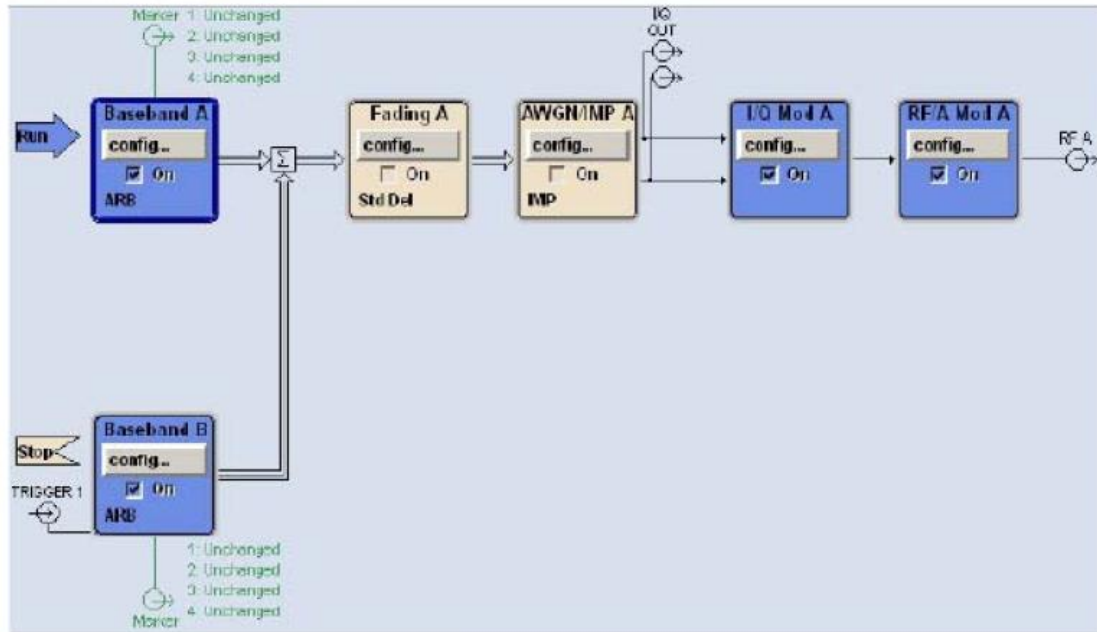 Marker 1: Unchanged
2: Unchanged
3: Unchanged
4: Unchanged
I/Q
OUT
Run
Baseband A
config...
On
ARB
Σ
Fading A
config...
On
Std Del
AWGN/IMP A
config...
On
IMP
I/Q Mod A
config...
On
RF/A Mod A
config...
On
RF A
Stop
TRIGGER 1
Baseband B
config...
On
ARB
1: Unchanged
2: Unchanged
3: Unchanged
4: Unchanged
Marker